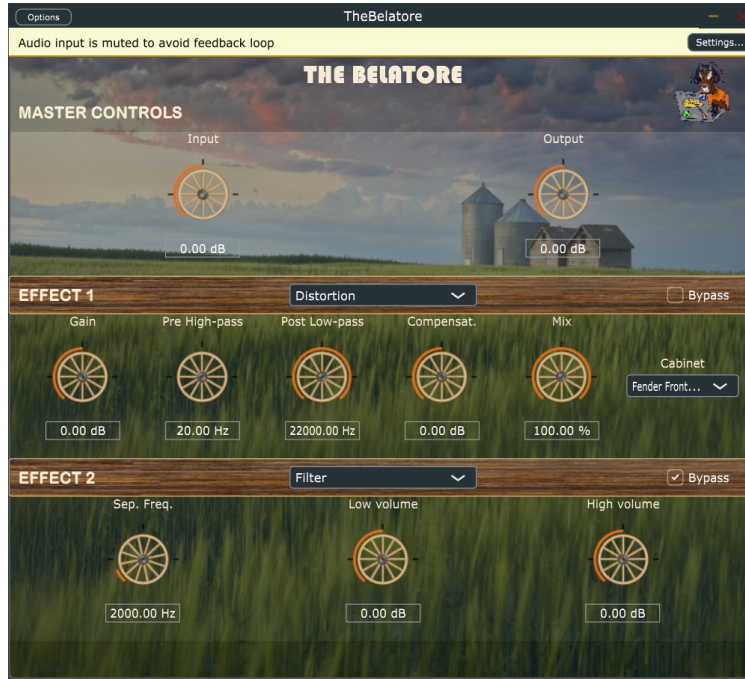 Options
TheBelatore
Audio input is muted to avoid feedback loop
Settings...
THE BELATORE
MASTER CONTROLS
Input
Output
0.00 dB
0.00 dB
EFFECT 1
Distortion
Bypass
Gain
Pre High-pass
Post Low-pass
Compensat.
Mix
Cabinet
Fender Front...
0.00 dB
20.00 Hz
22000.00 Hz
0.00 dB
100.00 %
EFFECT 2
Filter
Bypass
Sep. Freq.
Low volume
High volume
2000.00 Hz
0.00 dB
0.00 dB